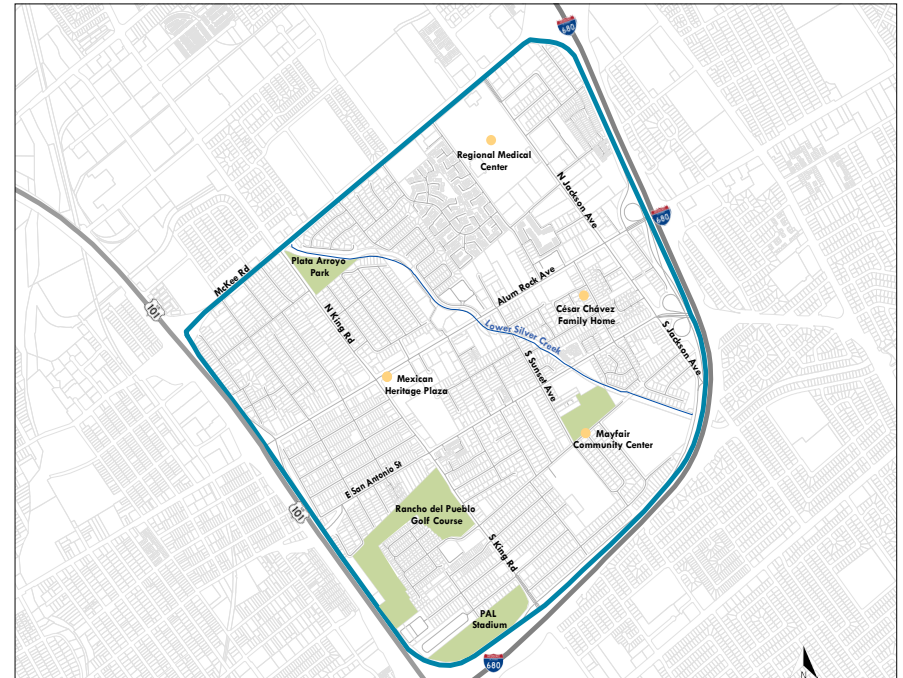 680
Regional Medical
Center
N Jackson Ave
680
Plata Arroyo
Park
McKee Rd
101
N King Rd
Alum Rock Ave
César Chávez
Family Home
Lower Silver Creek
S Jackson Ave
S Sunset Ave
Mexican
Heritage Plaza
Mayfair
Community Center
E San Antonio St
Rancho del Pueblo
Golf Course
101
S King Rd
PAL
Stadium
680
N